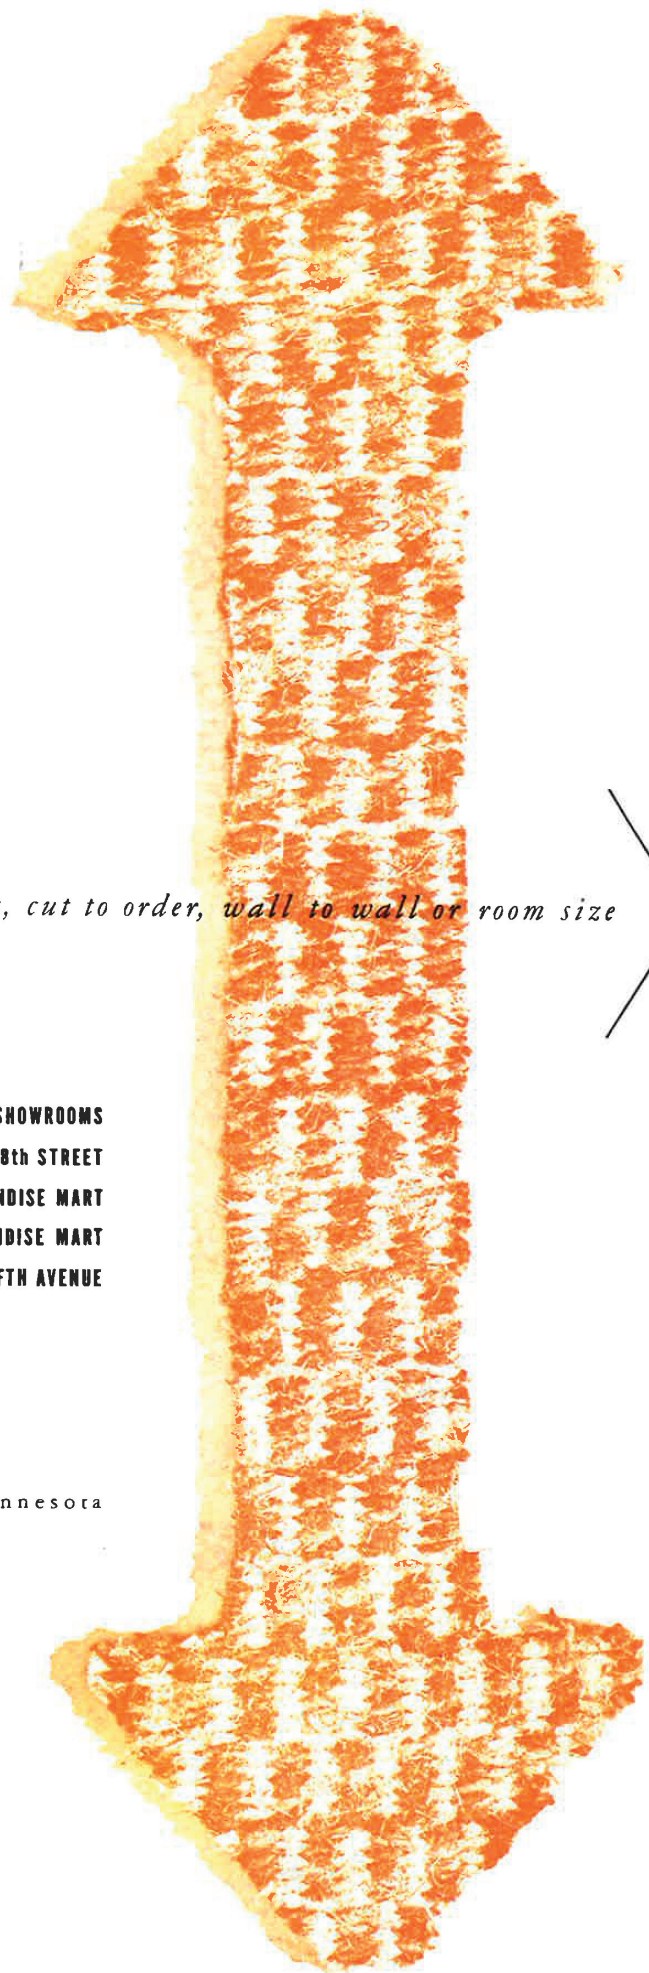 , cut to order, wall to wall or room size
SHOWROOMS
8th STREET
NDISE MART
NDISE MART
FTH AVENUE
nnesota